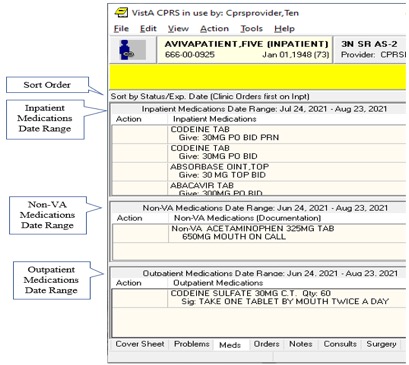 VistA CPRS in use by: Cprsprovider,Ten
File Edit View Action Tools Help
AVIVAPATIENT,FIVE (INPATIENT) 3N SR AS-2
666-00-0925 Jan 01,1948 (73) Provider: CPRS
Sort Order
Sort by Status/Exp. Date (Clinic Orders first on Inpt)
Inpatient
Medications
Date Range
Inpatient Medications Date Range: Jul 24, 2021 - Aug 23, 2021
Action Inpatient Medications
CODEINE TAB
Give: 30MG PO BID PRN
CODEINE TAB
Give: 30MG PO BID
ABSORBASE OINT,TOP
Give: 30 MG TOP BID
ABACAVIR TAB
Give: 300MG PO BID
Non-VA
Medications
Date Range
Non-VA Medications Date Range: Jun 24, 2021 - Aug 23, 2021
Action Non-VA Medications (Documentation)
Non-VA ACETAMINOPHEN 325MG TAB
650MG MOUTH ON CALL
Outpatient
Medications
Date Range
Outpatient Medications Date Range: Jun 24, 2021 - Aug 23, 2021
Action Outpatient Medications
CODEINE SULFATE 30MG C.T. Qty: 60
Sig: TAKE ONE TABLET BY MOUTH TWICE A DAY
Cover Sheet Problems Meds Orders Notes Consults Surgery